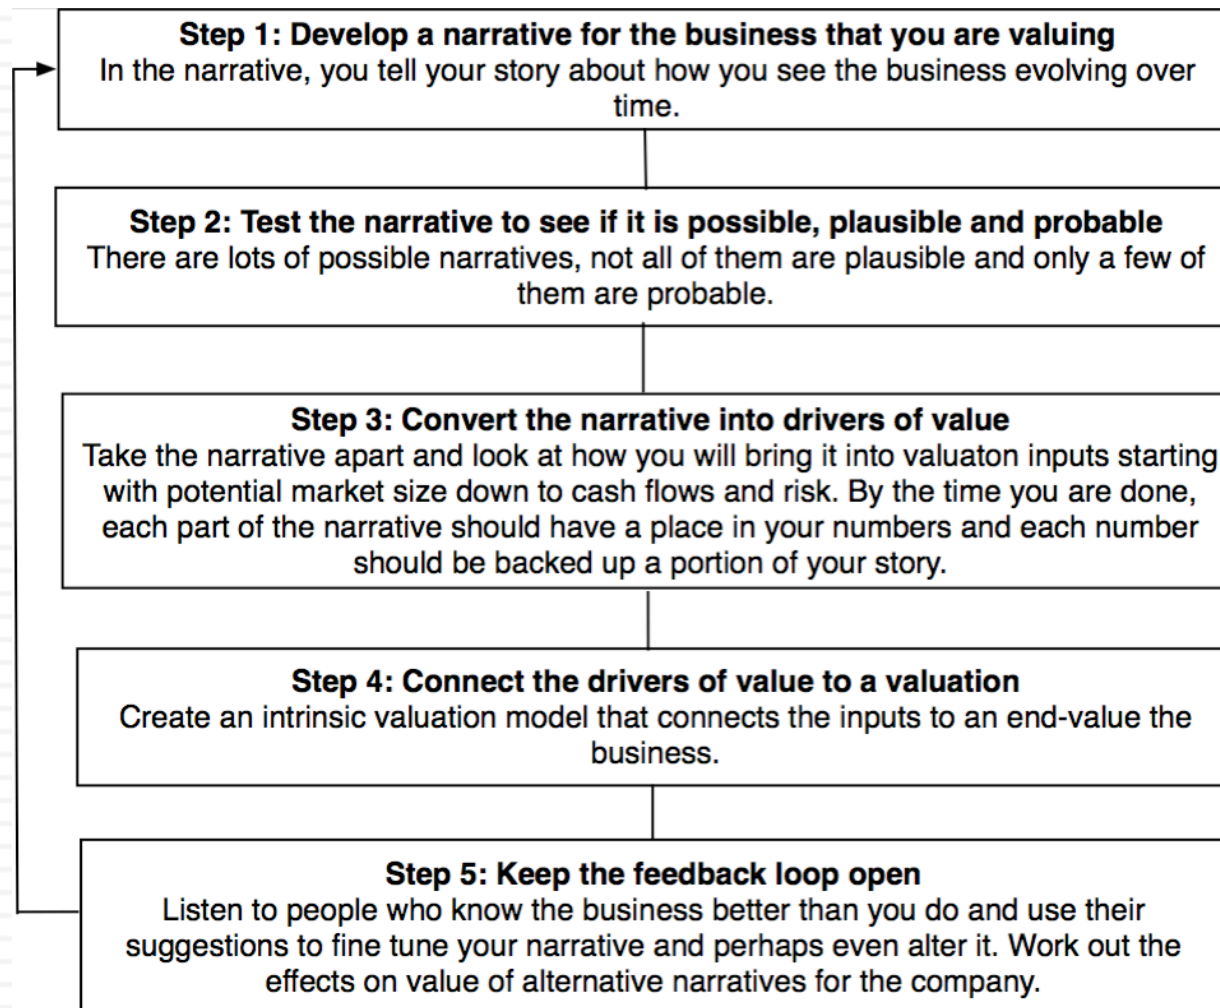 Step 1: Develop a narrative for the business that you are valuing
In the narrative, you tell your story about how you see the business evolving over
time.
Step 2: Test the narrative to see if it is possible, plausible and probable
There are lots of possible narratives, not all of them are plausible and only a few of
them are probable.
Step 3: Convert the narrative into drivers of value
Take the narrative apart and look at how you will bring it into valuaton inputs starting
with potential market size down to cash flows and risk. By the time you are done,
each part of the narrative should have a place in your numbers and each number
should be backed up a portion of your story.
Step 4: Connect the drivers of value to a valuation
Create an intrinsic valuation model that connects the inputs to an end-value the
business.
Step 5: Keep the feedback loop open
Listen to people who know the business better than you do and use their
suggestions to fine tune your narrative and perhaps even alter it. Work out the
effects on value of alternative narratives for the company.